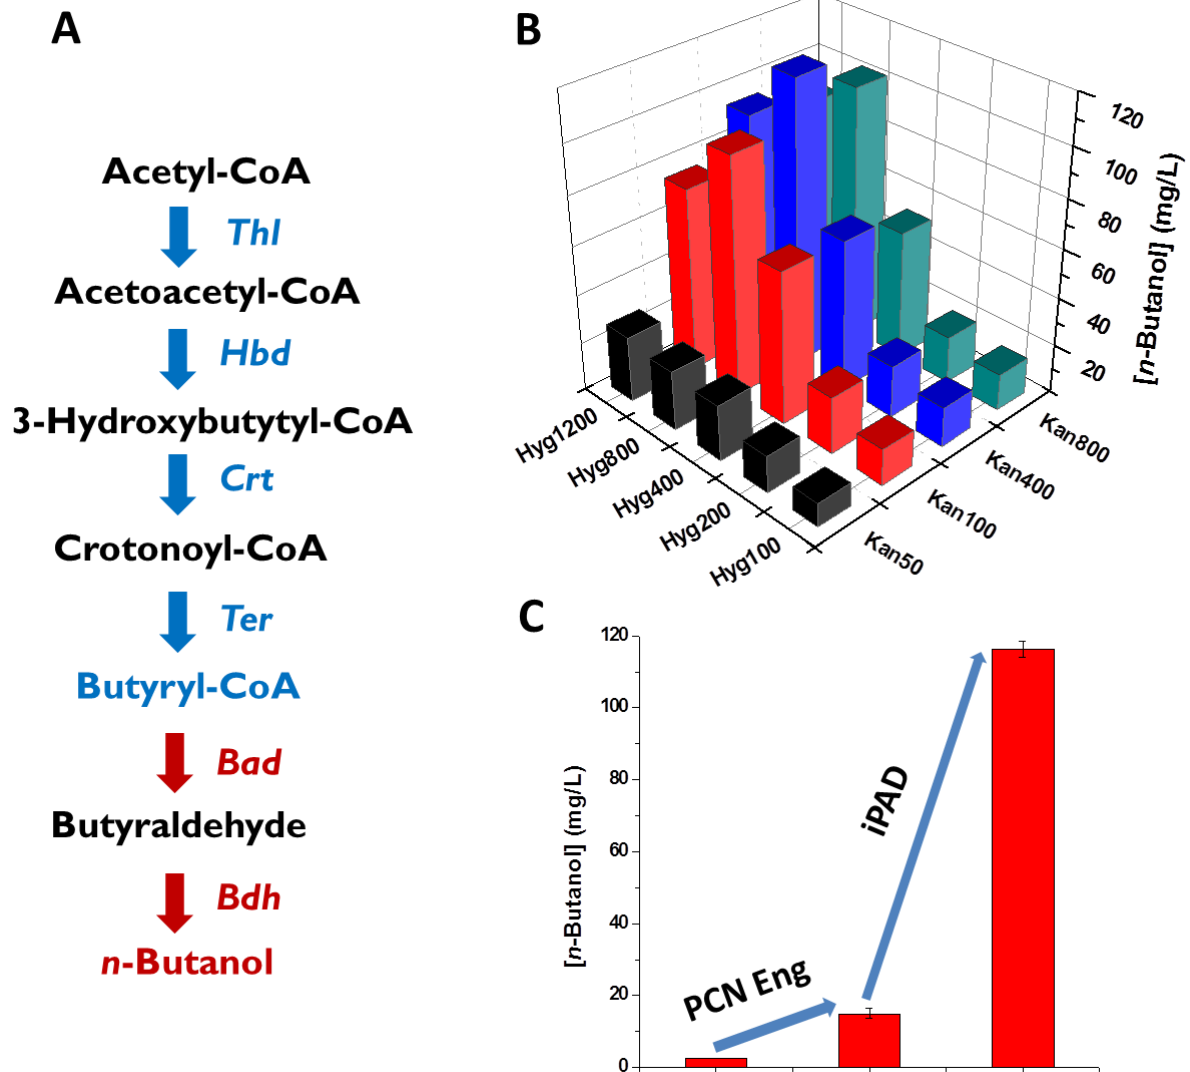 A
Acetyl-CoA
Thl
Acetoacetyl-CoA
Hbd
3-Hydroxybutytyl-CoA
Crt
Crotonoyl-CoA
Ter
Butyryl-CoA
Bad
Butyraldehyde
Bdh
n-Butanol
B
120
100
80
60
40
20
[n-Butanol] (mg/L)
Hyg1200
Hyg800
Hyg400
Hyg200
Hyg100
Kan800
Kan400
Kan100
Kan50
C
120
100
80
60
40
20
0
[n-Butanol] (mg/L)
PCN Eng
iPAD